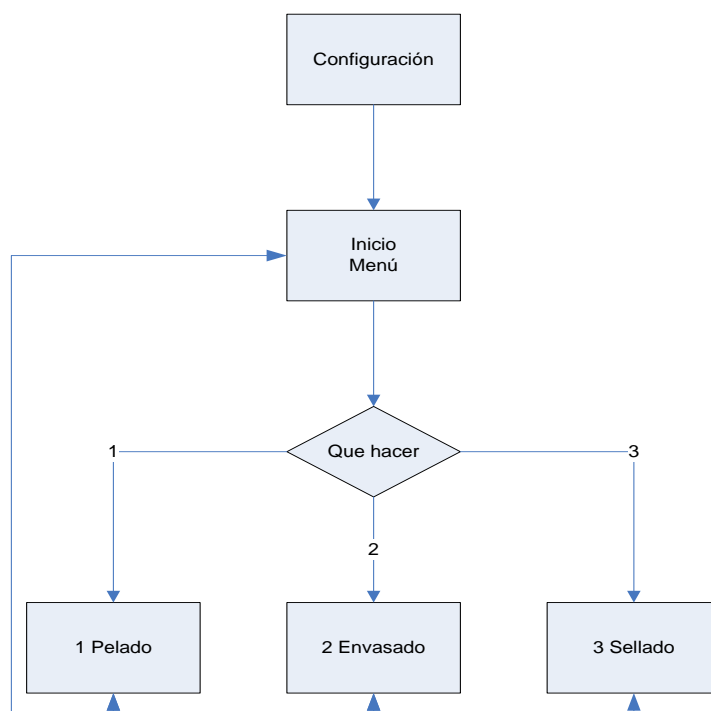 Configuración
Inicio
Menú
Que hacer
1
3
2
1 Pelado
2 Envasado
3 Sellado